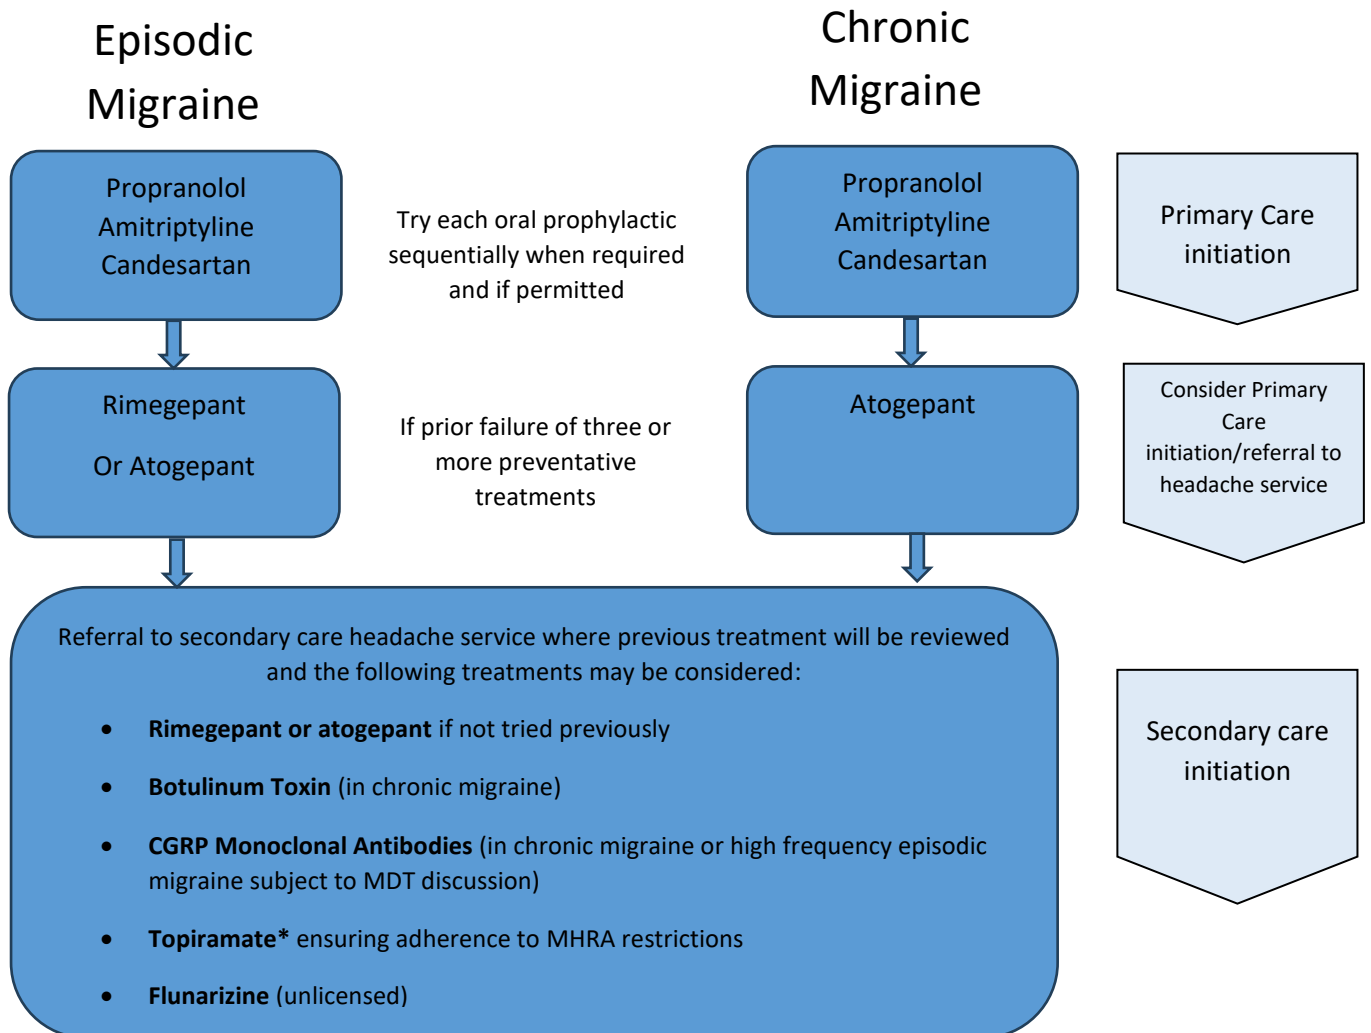 Episodic
Migraine
Chronic
Migraine
Propranolol
Amitriptyline
Candesartan
Try each oral prophylactic
sequentially when required
and if permitted
Propranolol
Amitriptyline
Candesartan
Primary Care
initiation
Rimegepant
Or Atogepant
If prior failure of three or
more preventative
treatments
Atogepant
Consider Primary
Care
initiation/referral to
headache service
Referral to secondary care headache service where previous treatment will be reviewed
and the following treatments may be considered:
• Rimegepant or atogepant if not tried previously
• Botulinum Toxin (in chronic migraine)
• CGRP Monoclonal Antibodies (in chronic migraine or high frequency episodic
migraine subject to MDT discussion)
• Topiramate* ensuring adherence to MHRA restrictions
• Flunarizine (unlicensed)
Secondary care
initiation